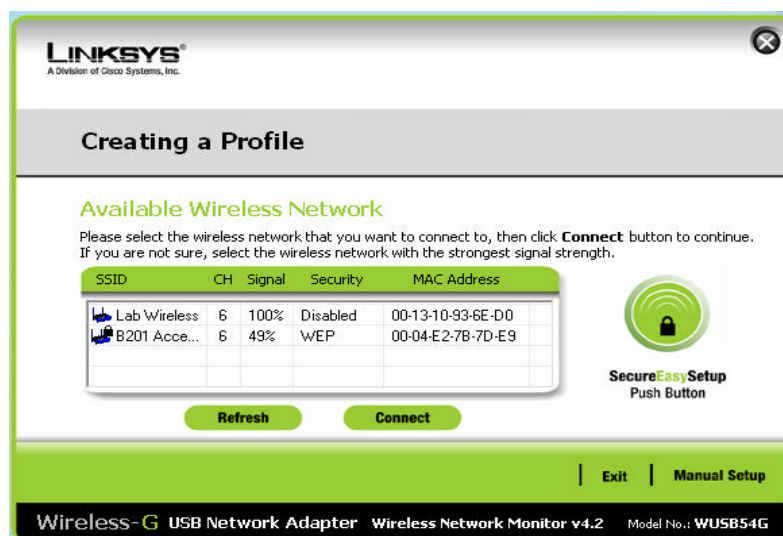 LINKSYS®
A Division of Cisco Systems, Inc.
Creating a Profile
Available Wireless Network
Please select the wireless network that you want to connect to, then click Connect button to continue.
If you are not sure, select the wireless network with the strongest signal strength.
SSID CH Signal Security MAC Address
Lab Wireless 6 100% Disabled 00-13-10-93-6E-D0
B201 Acce... 6 49% WEP 00-04-E2-7B-7D-E9
SecureEasySetup
Push Button
Refresh Connect
Exit Manual Setup
Wireless-G USB Network Adapter Wireless Network Monitor v4.2 Model No.: WUSB54G